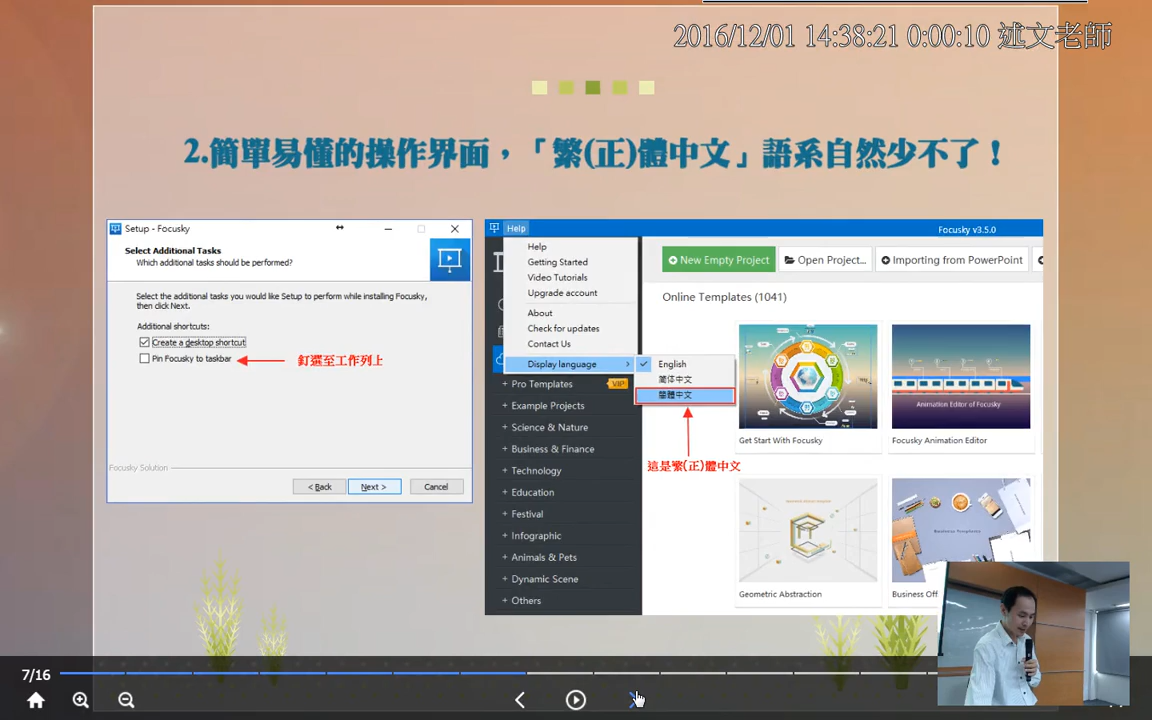 2016/12/01 14:38:21 0:00:10 述文老師
2.簡單易懂的操作界面，「繁(正)體中文」語系自然少不了！
Setup - Focusky
Select Additional Tasks
Which additional tasks should be performed?
Select the additional tasks you would like Setup to perform while installing Focusky,
then click Next.
Additional shortcuts:
Create a desktop shortcut
Pin Focusky to taskbar
釘選至工作列上
Focusky Solution
< Back
Next >
Cancel
Help
Focusky v3.5.0
Help
Getting Started
Video Tutorials
Upgrade account
About
Check for updates
Contact Us
Display language
English
简体中文
簡體中文
這是繁(正)體中文
+ Pro Templates VIP
+ Example Projects
+ Science & Nature
+ Business & Finance
+ Technology
+ Education
+ Festival
+ Infographic
+ Animals & Pets
+ Dynamic Scene
+ Others
New Empty Project
Open Project...
Importing from PowerPoint
Online Templates (1041)
Animation Editor of Focusky
Get Start With Focusky
Focusky Animation Editor
Business Templates
Geometric Abstraction
Business Off
7/16